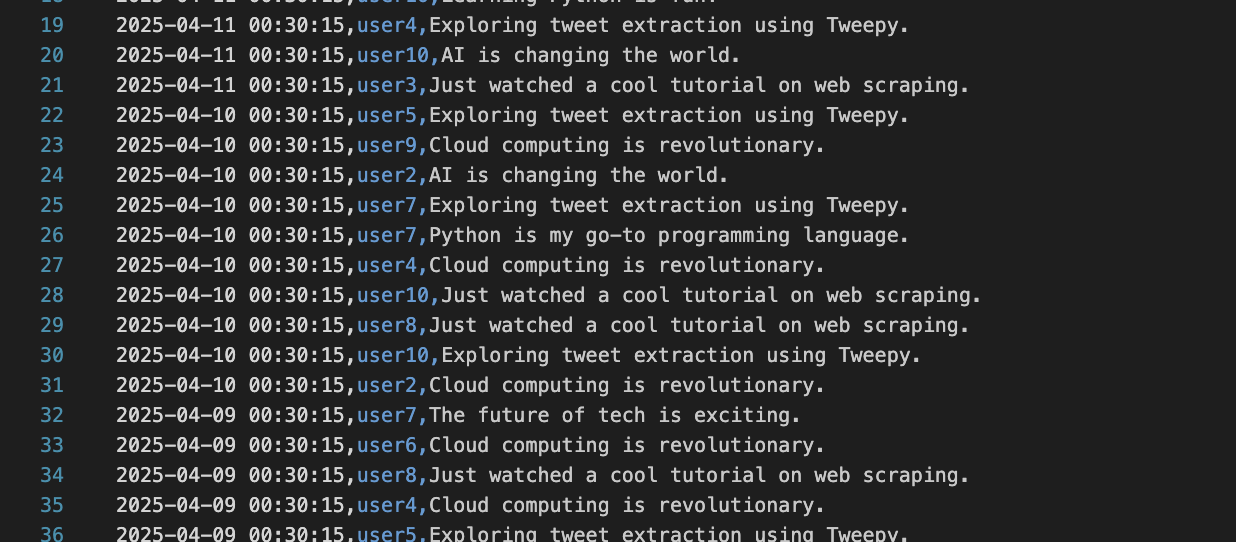 18 2025-04-11 00:30:15,user10,Learning Python is fun.
19 2025-04-11 00:30:15,user4,Exploring tweet extraction using Tweepy.
20 2025-04-11 00:30:15,user10,AI is changing the world.
21 2025-04-11 00:30:15,user3,Just watched a cool tutorial on web scraping.
22 2025-04-10 00:30:15,user5,Exploring tweet extraction using Tweepy.
23 2025-04-10 00:30:15,user9,Cloud computing is revolutionary.
24 2025-04-10 00:30:15,user2,AI is changing the world.
25 2025-04-10 00:30:15,user7,Exploring tweet extraction using Tweepy.
26 2025-04-10 00:30:15,user7,Python is my go-to programming language.
27 2025-04-10 00:30:15,user4,Cloud computing is revolutionary.
28 2025-04-10 00:30:15,user10,Just watched a cool tutorial on web scraping.
29 2025-04-10 00:30:15,user8,Just watched a cool tutorial on web scraping.
30 2025-04-10 00:30:15,user10,Exploring tweet extraction using Tweepy.
31 2025-04-10 00:30:15,user2,Cloud computing is revolutionary.
32 2025-04-09 00:30:15,user7,The future of tech is exciting.
33 2025-04-09 00:30:15,user6,Cloud computing is revolutionary.
34 2025-04-09 00:30:15,user8,Just watched a cool tutorial on web scraping.
35 2025-04-09 00:30:15,user4,Cloud computing is revolutionary.
36 2025-04-09 00:30:15,user5,Exploring tweet extraction using Tweepy.